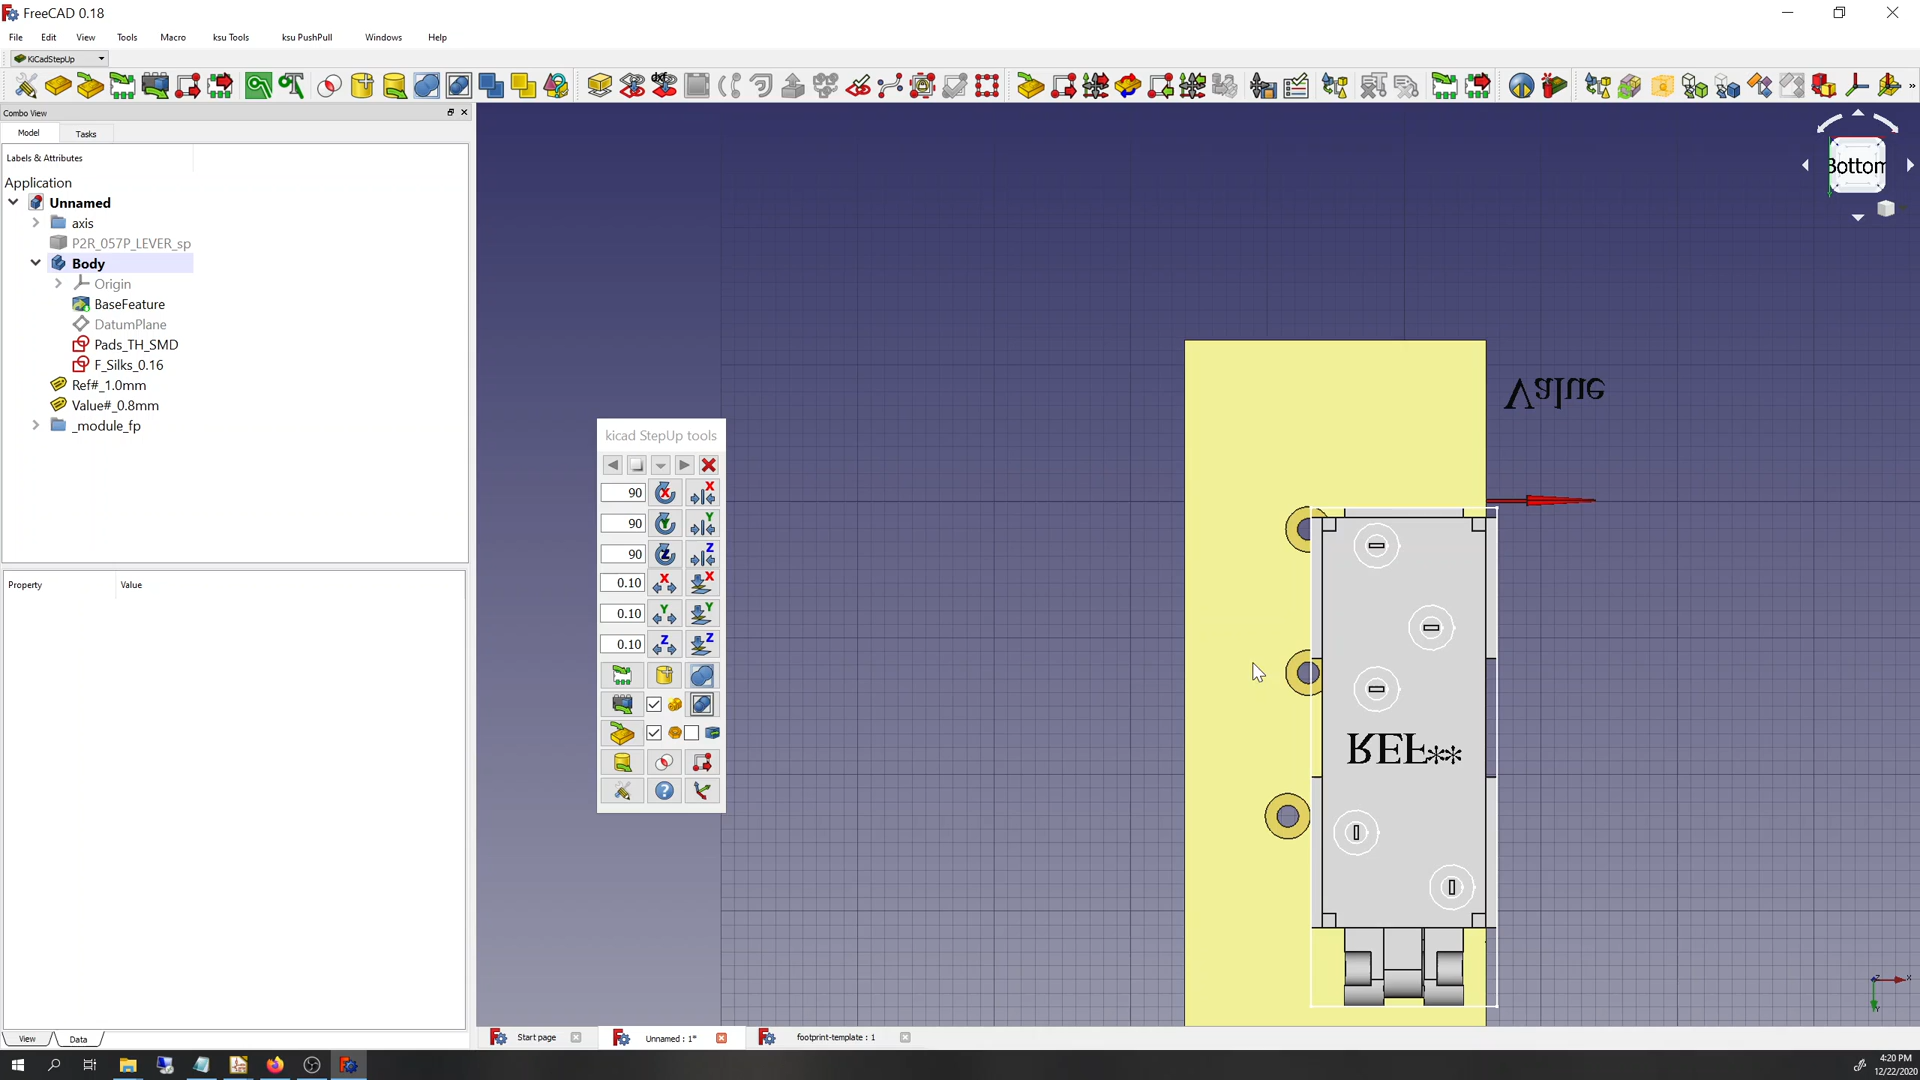 FreeCAD 0.18
File Edit View Tools Macro ksu Tools ksu PushPull Windows Help
KiCadStepUp
Combo View
Model Tasks
Labels & Attributes
Application
Unnamed
axis
P2R_057P_LEVER_sp
Body
Origin
BaseFeature
DatumPlane
Pads_TH_SMD
F_Silks_0.16
Ref#_1.0mm
Value#_0.8mm
_module_fp
Property Value
View Data
kicad StepUp tools
90
90
90
0.10
0.10
0.10
Bottom
Value
REF**
Start page Unnamed : 1* footprint-template : 1
4:20 PM
12/22/2020